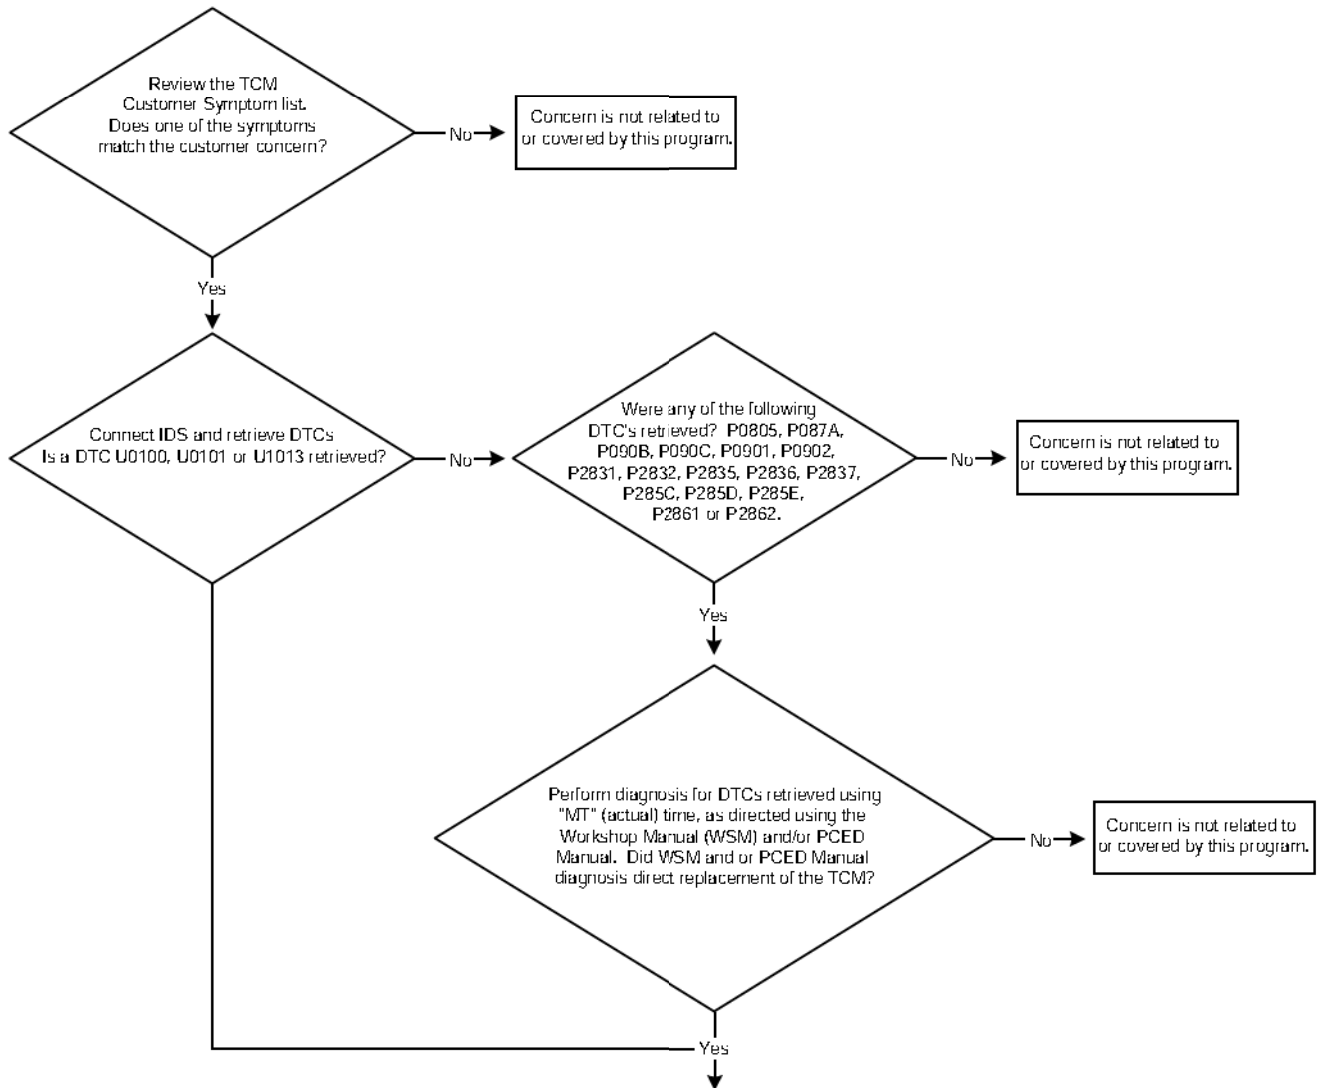 Review the TCM
Customer Symptom list.
Does one of the symptoms
match the customer concern?
No
Concern is not related to
or covered by this program.
Yes
Connect IDS and retrieve DTCs
Is a DTC U0100, U0101 or U1013 retrieved?
No
Were any of the following
DTC's retrieved? P0805, P087A,
P090B, P090C, P0901, P0902,
P2831, P2832, P2835, P2836, P2837,
P285C, P285D, P285E,
P2861 or P2862.
No
Concern is not related to
or covered by this program.
Yes
Perform diagnosis for DTCs retrieved using
"MT" (actual) time, as directed using the
Workshop Manual (WSM) and/or PCED
Manual. Did WSM and or PCED Manual
diagnosis direct replacement of the TCM?
No
Concern is not related to
or covered by this program.
Yes